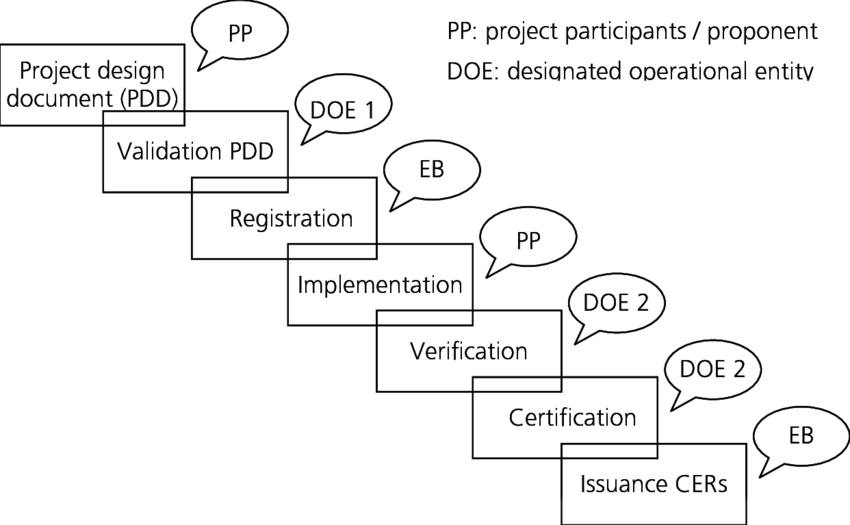 PP
PP: project participants / proponent
DOE: designated operational entity
Project design
document (PDD)
DOE 1
Validation PDD
EB
Registration
PP
Implementation
DOE 2
Verification
DOE 2
Certification
EB
Issuance CERs